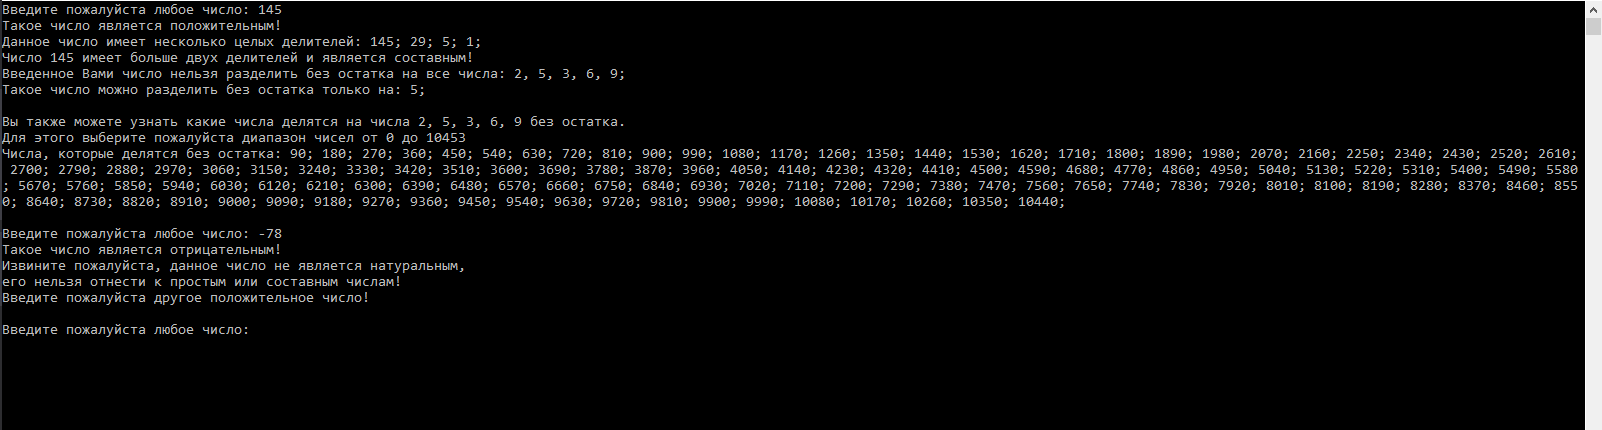 Введите пожалуйста любое число: 145
Такое число является положительным!
Данное число имеет несколько целых делителей: 145; 29; 5; 1;
Число 145 имеет больше двух делителей и является составным!
Введенное Вами число нельзя разделить без остатка на все числа: 2, 5, 3, 6, 9;
Такое число можно разделить без остатка только на: 5;
Вы также можете узнать какие числа делятся на числа 2, 5, 3, 6, 9 без остатка.
Для этого выберите пожалуйста диапазон чисел от 0 до 10453
Числа, которые делятся без остатка: 90; 180; 270; 360; 450; 540; 630; 720; 810; 900; 990; 1080; 1170; 1260; 1350; 1440; 1530; 1620; 1710; 1800; 1890; 1980; 2070; 2160; 2250; 2340; 2430; 2520; 2610;
2700; 2790; 2880; 2970; 3060; 3150; 3240; 3330; 3420; 3510; 3600; 3690; 3780; 3870; 3960; 4050; 4140; 4230; 4320; 4410; 4500; 4590; 4680; 4770; 4860; 4950; 5040; 5130; 5220; 5310; 5400; 5490; 5580
; 5670; 5760; 5850; 5940; 6030; 6120; 6210; 6300; 6390; 6480; 6570; 6660; 6750; 6840; 6930; 7020; 7110; 7200; 7290; 7380; 7470; 7560; 7650; 7740; 7830; 7920; 8010; 8100; 8190; 8280; 8370; 8460; 855
0; 8640; 8730; 8820; 8910; 9000; 9090; 9180; 9270; 9360; 9450; 9540; 9630; 9720; 9810; 9900; 9990; 10080; 10170; 10260; 10350; 10440;
Введите пожалуйста любое число: -78
Такое число является отрицательным!
Извините пожалуйста, данное число не является натуральным,
его нельзя отнести к простым или составным числам!
Введите пожалуйста другое положительное число!
Введите пожалуйста любое число: